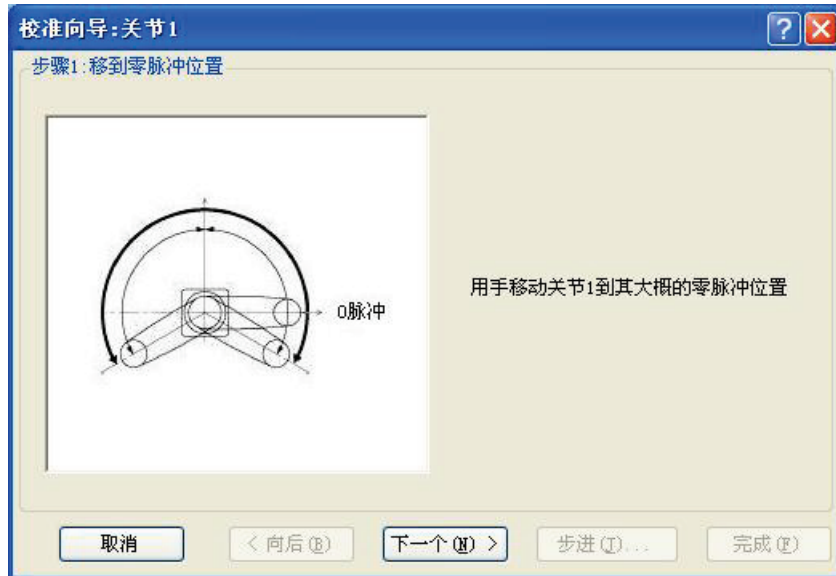 校准向导:关节1
步骤1:移到零脉冲位置
0脉冲
用手移动关节1到其大概的零脉冲位置
取消
< 向后(B)
下一个(N) >
步进(T)...
完成(F)